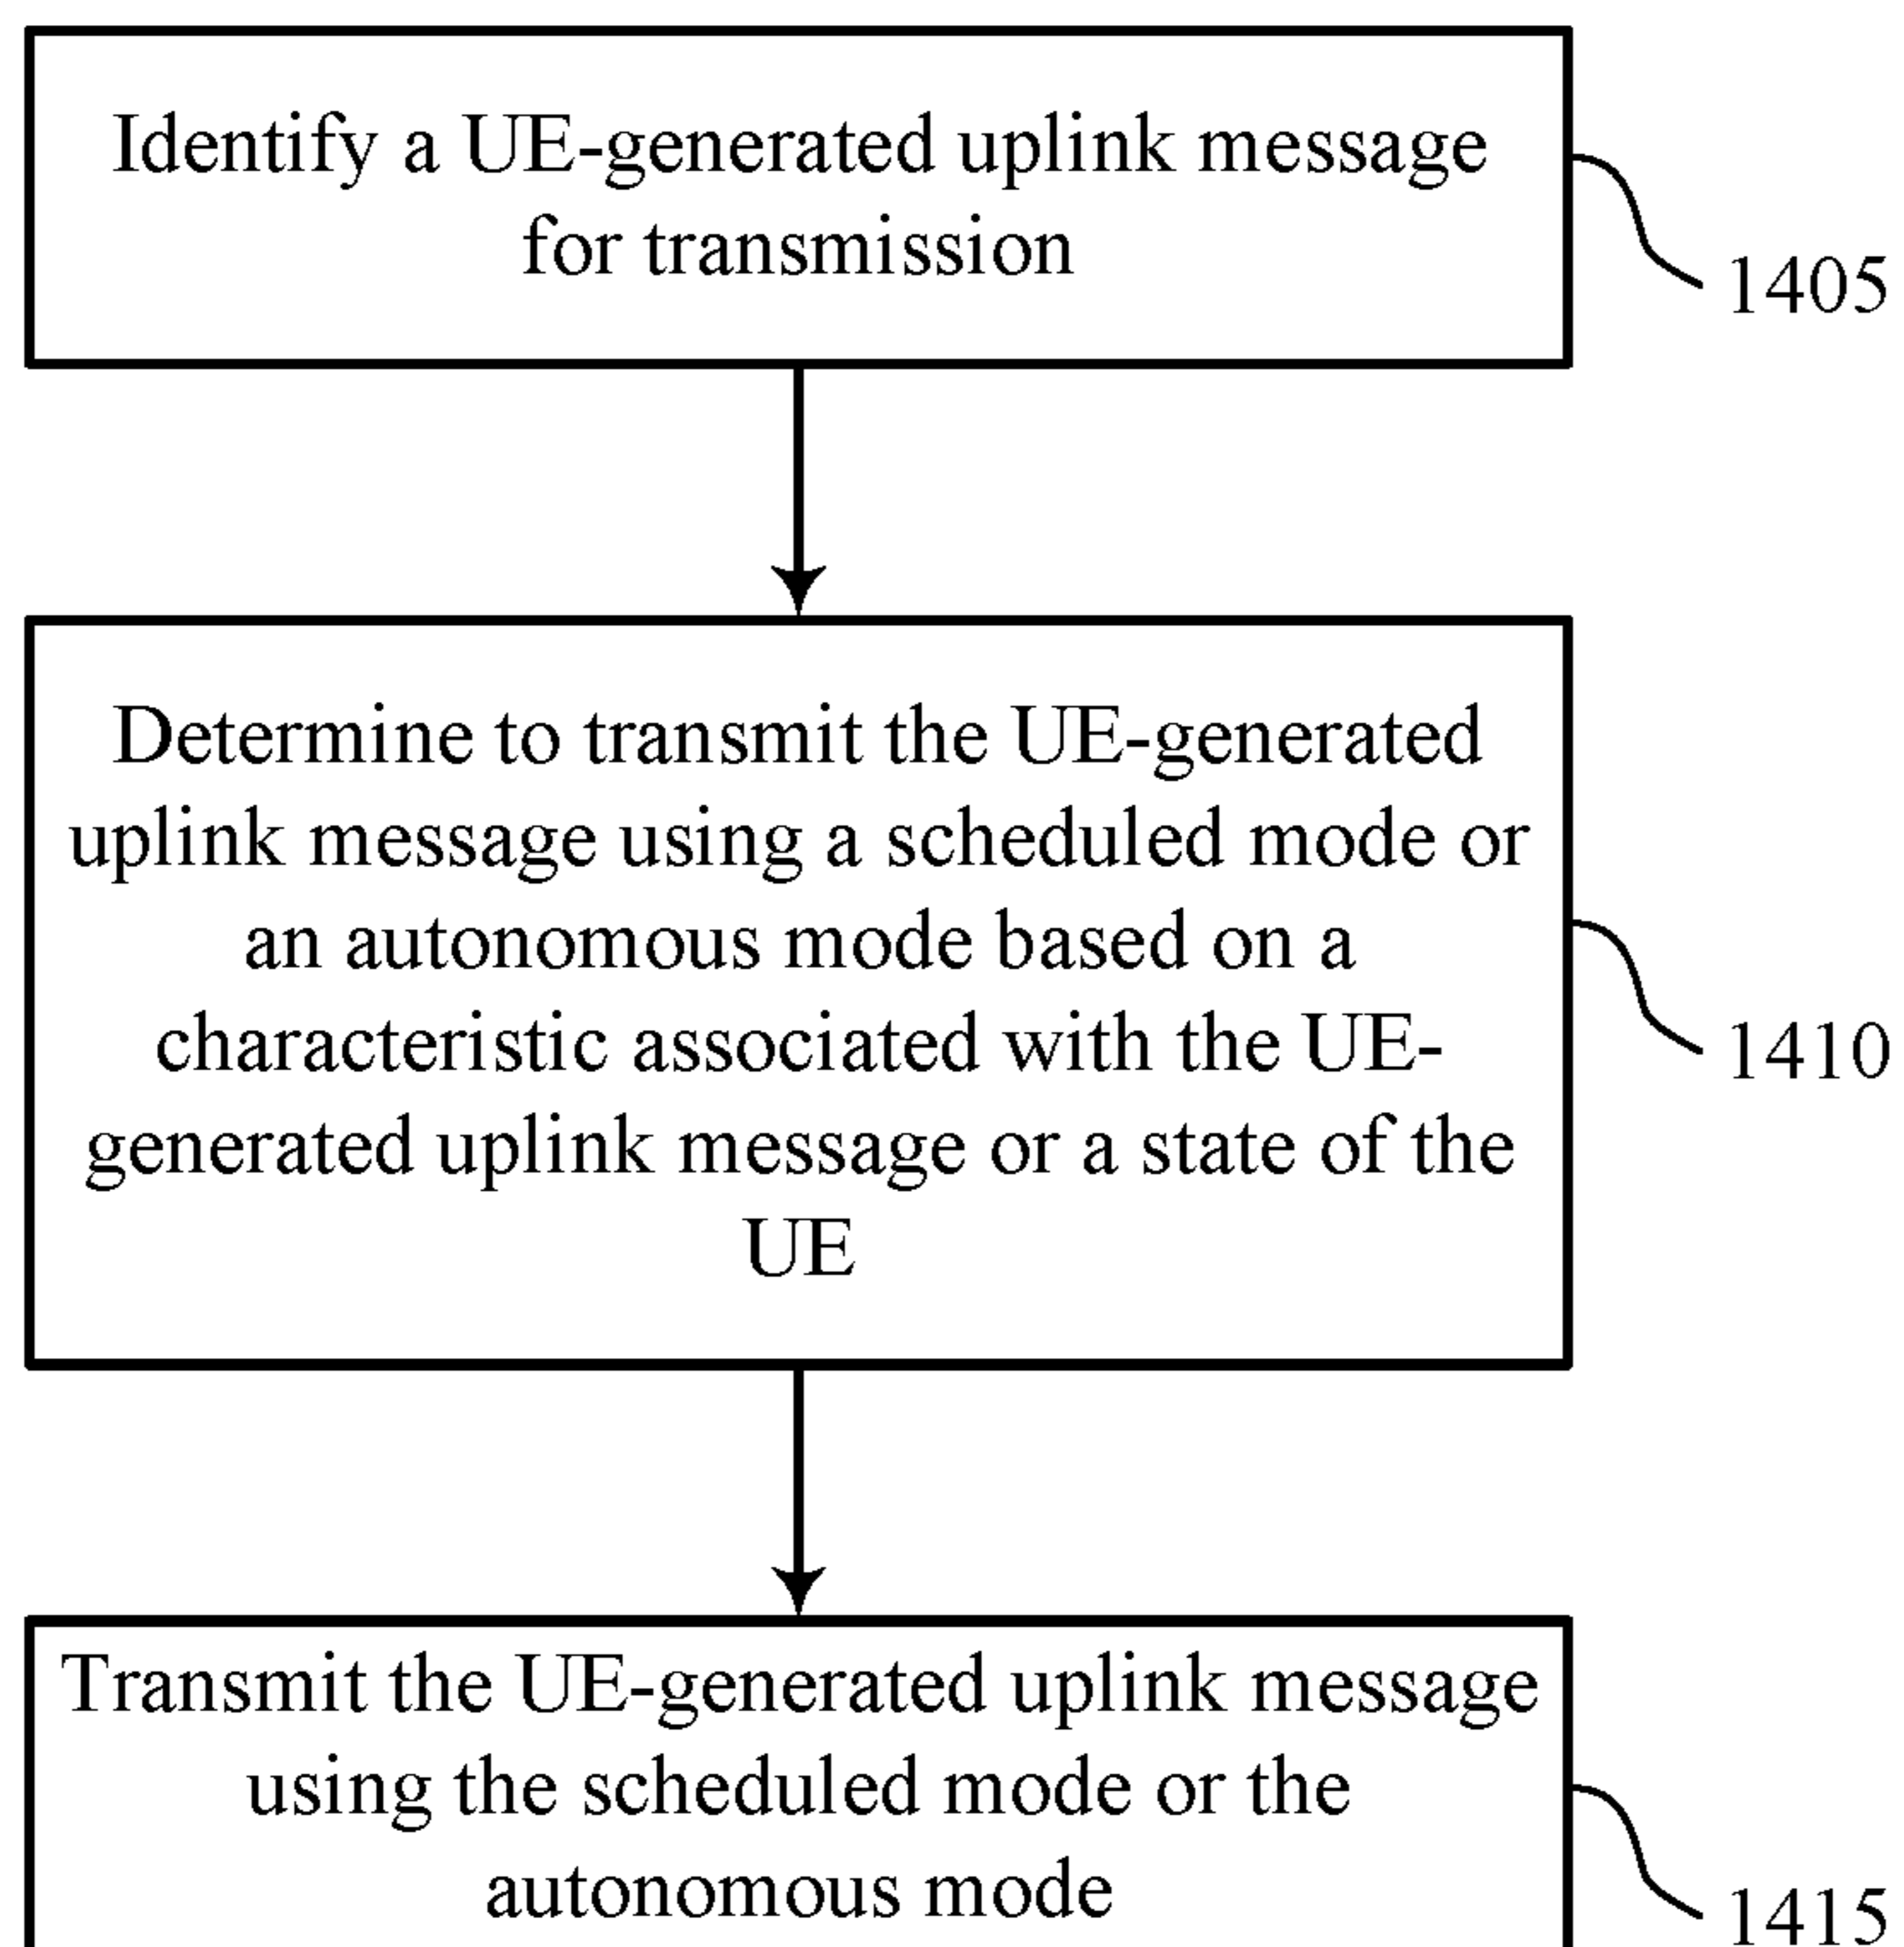 Identify a UE-generated uplink message
for transmission
1405
Determine to transmit the UE-generated
uplink message using a scheduled mode or
an autonomous mode based on a
characteristic associated with the UE-
generated uplink message or a state of the
UE
1410
Transmit the UE-generated uplink message
using the scheduled mode or the
autonomous mode
1415